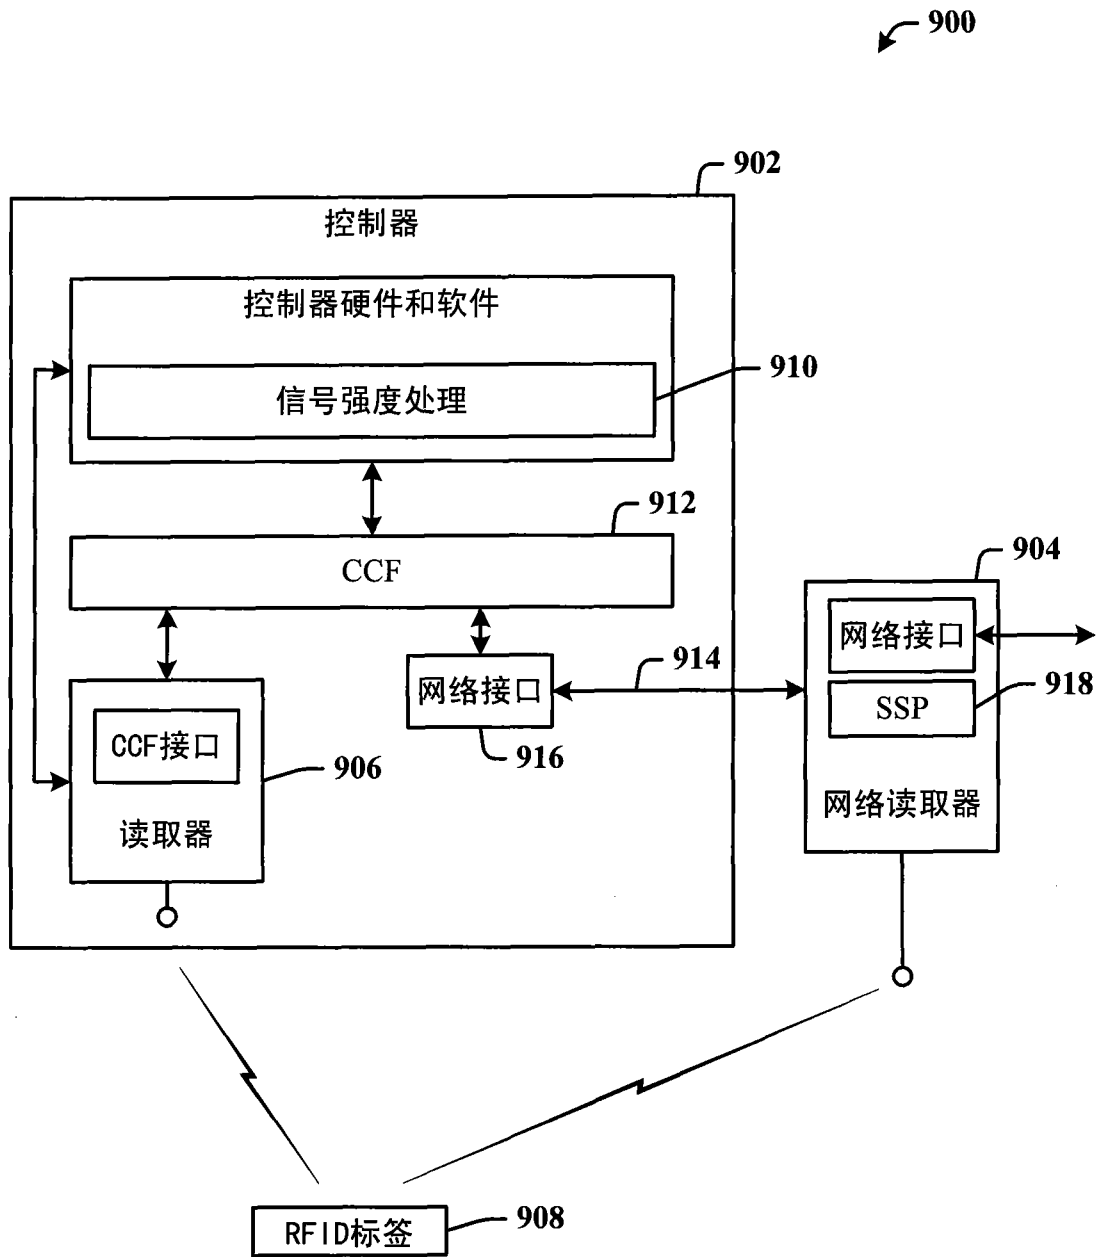 900
902
控制器
控制器硬件和软件
910
信号强度处理
912
CCF
904
网络接口
914
网络接口
918
SSP
916
CCF接口
906
网络读取器
读取器
RFID标签
908